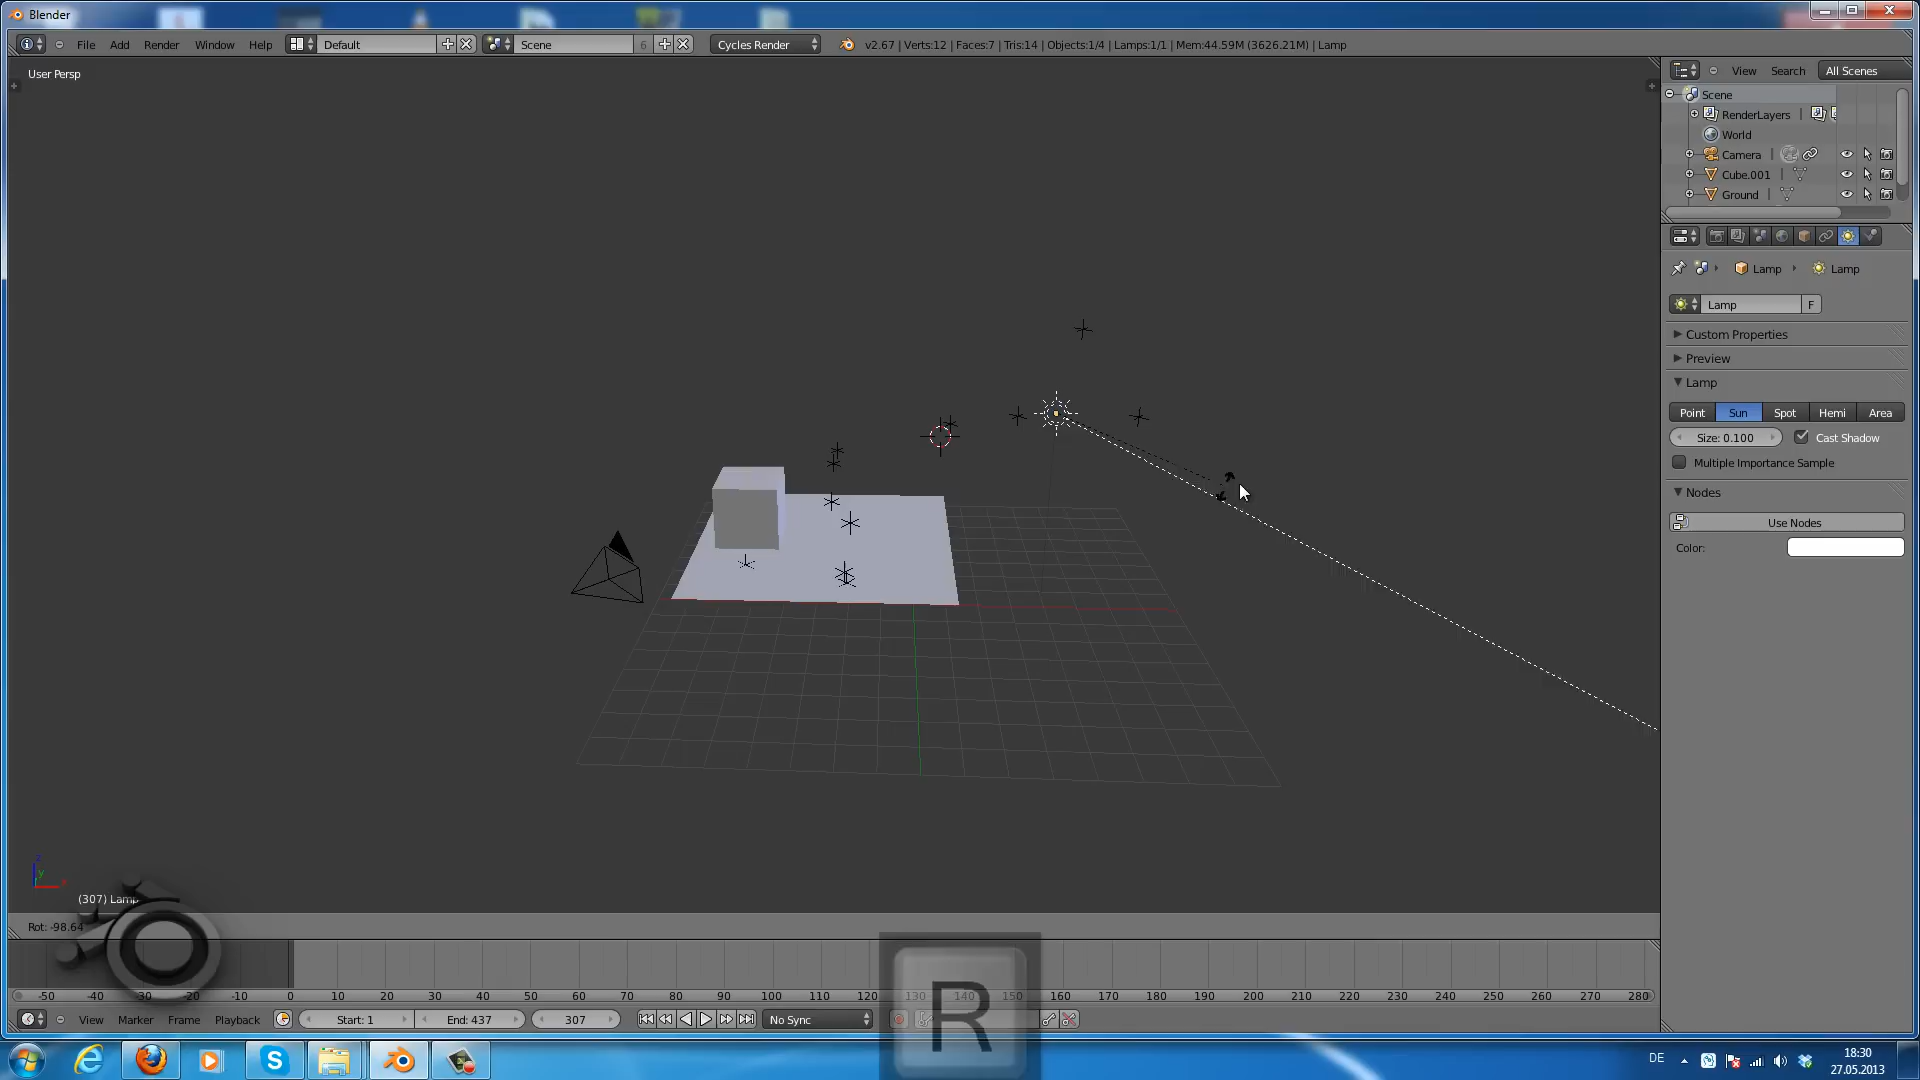 Blender
File Add Render Window Help Default Scene 6 Cycles Render v2.67 | Verts:12 | Faces:7 | Tris:14 | Objects:1/4 | Lamps:1/1 | Mem:44.59M (3626.21M) | Lamp
User Persp
View Search All Scenes
Scene
RenderLayers
World
Camera
Cube.001
Ground
Lamp Lamp
Lamp F
Custom Properties
Preview
Lamp
Point Sun Spot Hemi Area
Size: 0.100 Cast Shadow
Multiple Importance Sample
Nodes
Use Nodes
Color:
z
y
x
(307) Lamp
Rot: -98.64
R
-50 -40 -30 -20 -10 0 10 20 30 40 50 60 70 80 90 100 110 120 130 140 150 160 170 180 190 200 210 220 230 240 250 260 270 280
View Marker Frame Playback Start: 1 End: 437 307 No Sync
DE 18:30
27.05.2013